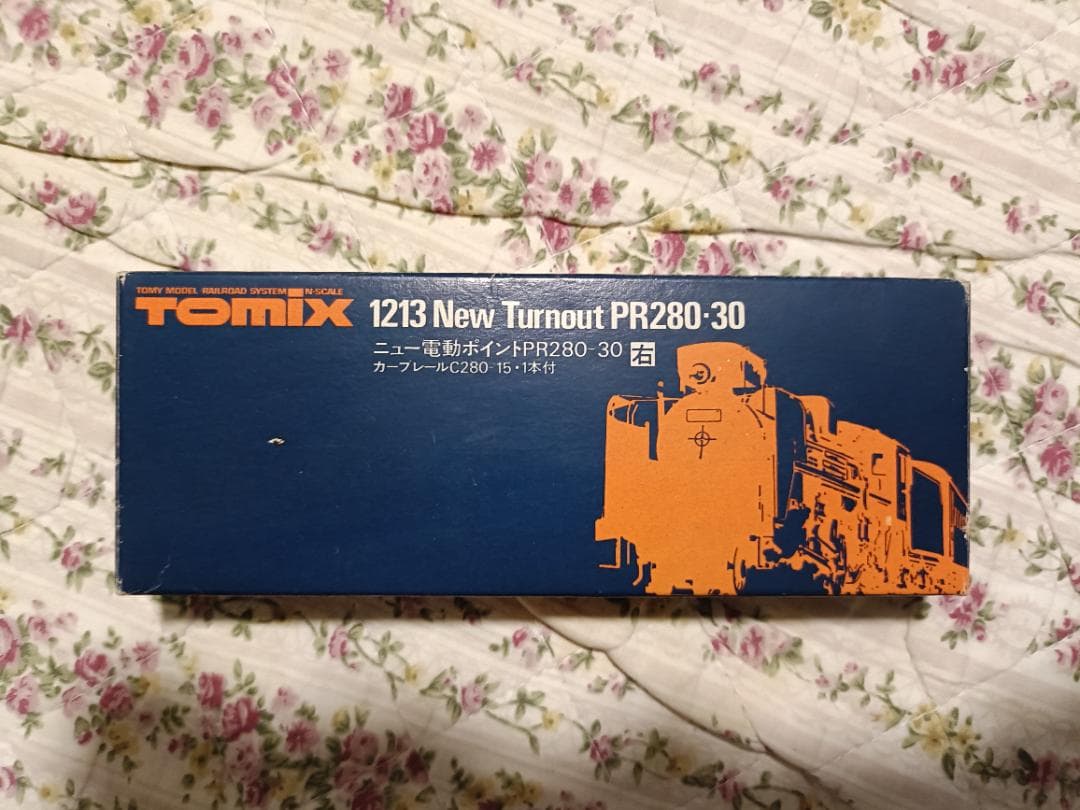 TOMY MODEL RAILROAD SYSTEM N-SCALE
TOMIX
1213 New Turnout PR280·30
ニュー電動ポイントPR280-30 右
カーブレールC280-15・1本付